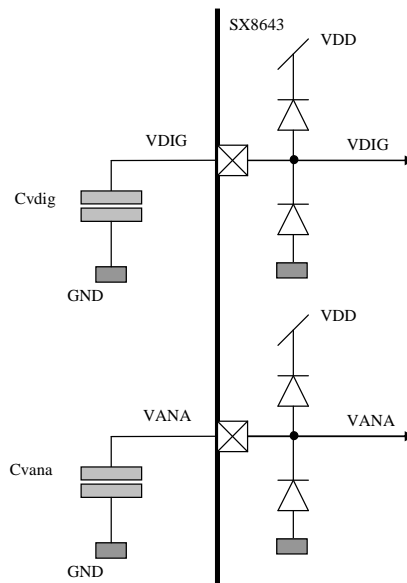 SX8643
VDD
VDIG
VDIG
Cvdig
GND
VDD
VANA
VANA
Cvana
GND